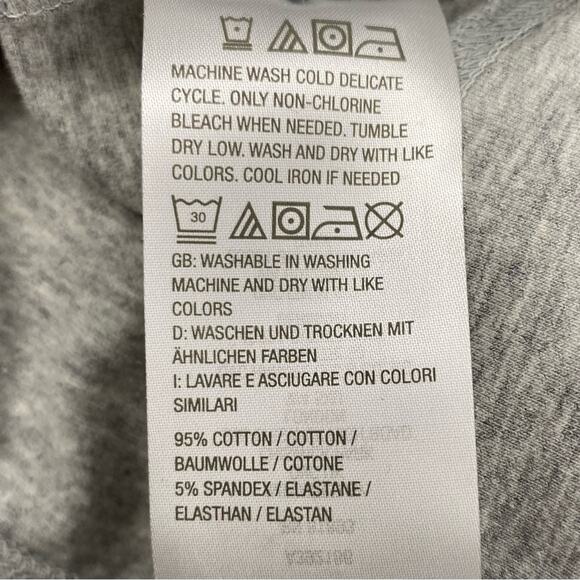 MACHINE WASH COLD DELICATE
CYCLE. ONLY NON-CHLORINE
BLEACH WHEN NEEDED. TUMBLE
DRY LOW. WASH AND DRY WITH LIKE
COLORS. COOL IRON IF NEEDED
30
GB: WASHABLE IN WASHING
MACHINE AND DRY WITH LIKE
COLORS
D: WASCHEN UND TROCKNEN MIT
ÄHNLICHEN FARBEN
I: LAVARE E ASCIUGARE CON COLORI
SIMILARI
95% COTTON / COTTON /
BAUMWOLLE / COTONE
5% SPANDEX / ELASTANE /
ELASTHAN / ELASTAN